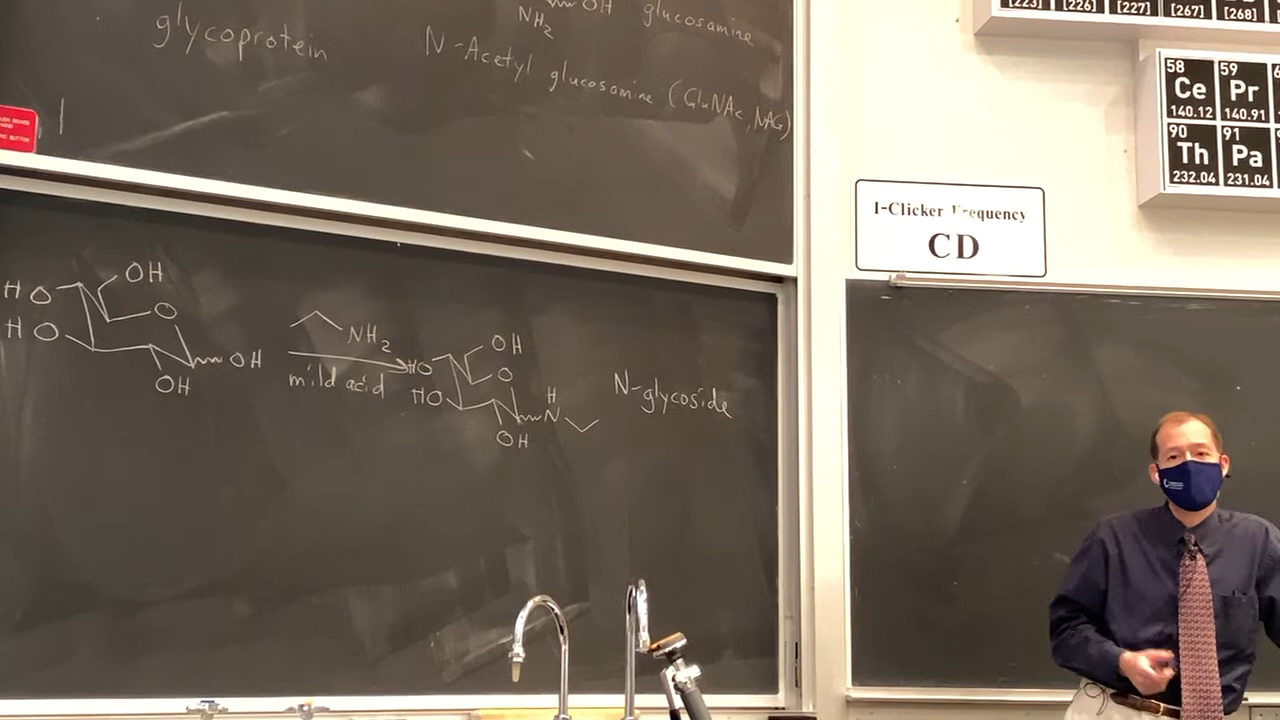 glycoprotein
NH2
OH glucosamine
N-Acetyl glucosamine (GluNAc, NAG)
[223] [226] [227] [267] [268]
58 59
Ce Pr
140.12 140.91
90 91
Th Pa
232.04 231.04
I-Clicker Frequency
CD
OH
HO O
HO OH
OH
NH2
mild acid
OH
HO O
HO H
N
OH
N-glycoside